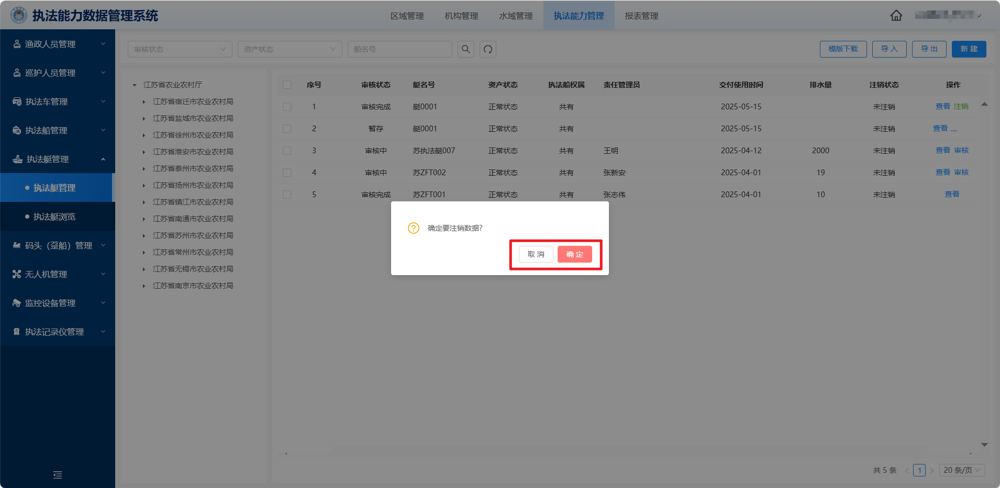 执法能力数据管理系统
区域管理 机构管理 水域管理 执法能力管理 报表管理
渔政人员管理
巡护人员管理
执法车管理
执法船管理
执法艇管理
执法艇管理
执法艇浏览
码头（趸船）管理
无人机管理
监控设备管理
执法记录仪管理
审核状态 资产状态 船名号 模版下载 导 入 导 出 新 建
江苏省农业农村厅
江苏省宿迁市农业农村局
江苏省盐城市农业农村局
江苏省徐州市农业农村局
江苏省淮安市农业农村局
江苏省泰州市农业农村局
江苏省扬州市农业农村局
江苏省镇江市农业农村局
江苏省南通市农业农村局
江苏省苏州市农业农村局
江苏省常州市农业农村局
江苏省无锡市农业农村局
江苏省南京市农业农村局
序号 审核状态 艇名号 资产状态 执法船权属 责任管理员 交付使用时间 排水量 注销状态 操作
1 审核完成 艇0001 正常状态 共有 2025-05-15 未注销 查看 注销
2 暂存 艇0001 正常状态 共有 2025-05-15 未注销 查看 ...
3 审核中 苏执法艇007 正常状态 共有 王明 2025-04-12 2000 未注销 查看 审核
4 审核中 苏ZFT002 正常状态 共有 张新安 2025-04-01 19 未注销 查看 审核
5 审核完成 苏ZFT001 正常状态 共有 张志伟 2025-04-01 10 未注销 查看
确定要注销数据?
取 消 确 定
共 5 条 1 20 条/页